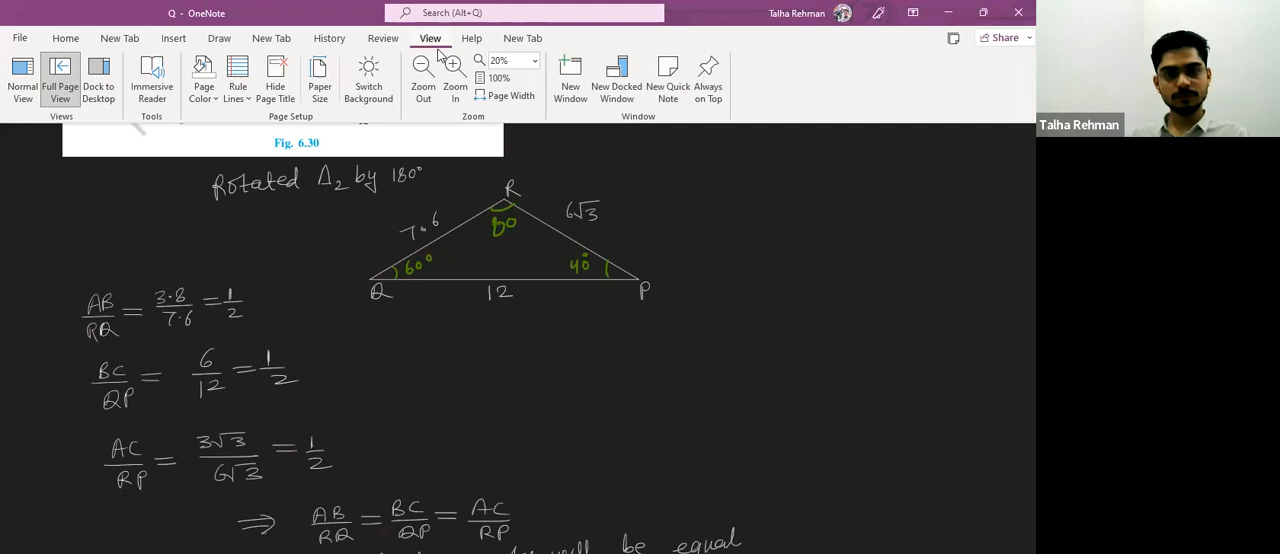 Q - OneNote
Search (Alt+Q)
Talha Rehman
File Home New Tab Insert Draw New Tab History Review View Help New Tab
Share
Normal View
Full Page View
Dock to Desktop
Immersive Reader
Page Color
Rule Lines
Hide Page Title
Paper Size
Switch Background
Zoom Out
Zoom In
20%
100%
Page Width
New Window
New Docked Window
New Quick Note
Always on Top
Views Tools Page Setup Zoom Window
Talha Rehman
Fig. 6.30
Rotated Δ2 by 180°
R
7.6
6√3
80
60°
40°
Q
12
P
AB/RQ = 3.8/7.6 = 1/2
BC/QP = 6/12 = 1/2
AC/RP = 3√3/6√3 = 1/2
⇒ AB/RQ = BC/QP = AC/RP
will be equal